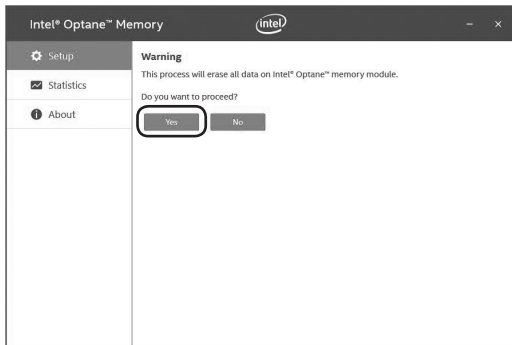 Intel® Optane™ Memory
intel
Setup
Statistics
About
Warning
This process will erase all data on Intel® Optane™ memory module.
Do you want to proceed?
Yes
No